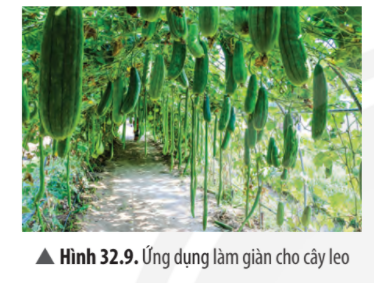 ▲ Hình 32.9. Ứng dụng làm giàn cho cây leo